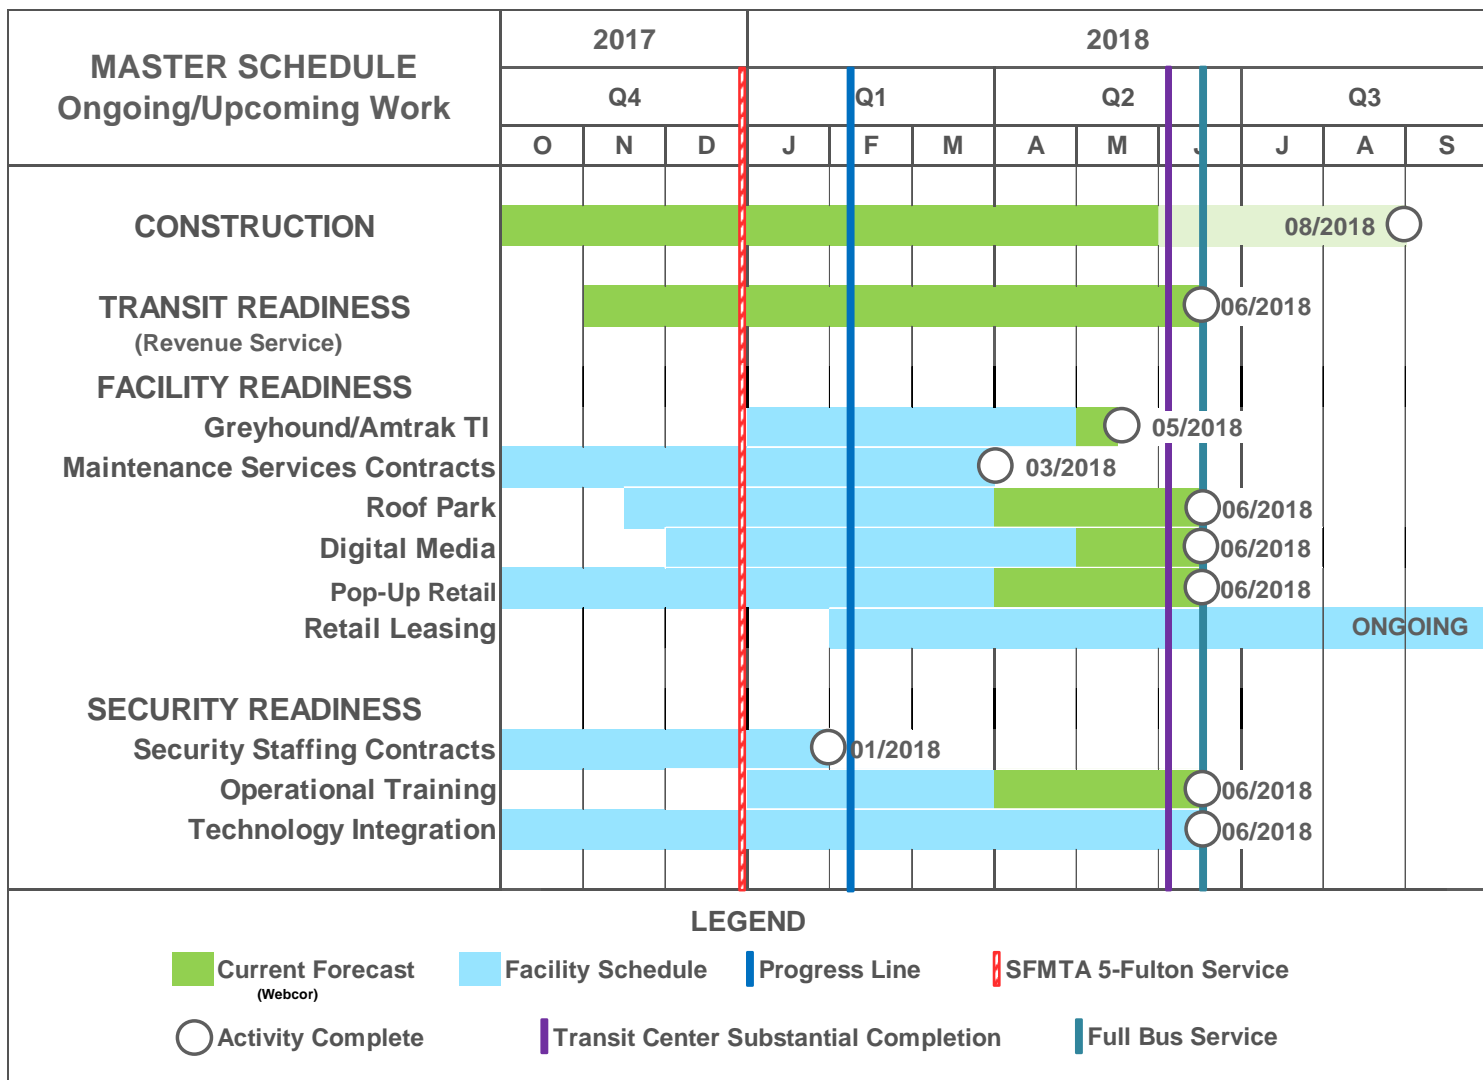 MASTER SCHEDULE
Ongoing/Upcoming Work
2017
2018
Q4
Q1
Q2
Q3
O
N
D
J
F
M
A
M
J
J
A
S
CONSTRUCTION
08/2018
TRANSIT READINESS
(Revenue Service)
06/2018
FACILITY READINESS
Greyhound/Amtrak TI
05/2018
Maintenance Services Contracts
03/2018
Roof Park
06/2018
Digital Media
06/2018
Pop-Up Retail
06/2018
Retail Leasing
ONGOING
SECURITY READINESS
Security Staffing Contracts
01/2018
Operational Training
06/2018
Technology Integration
06/2018
LEGEND
Current Forecast
(Webcor)
Facility Schedule
Progress Line
SFMTA 5-Fulton Service
Activity Complete
Transit Center Substantial Completion
Full Bus Service